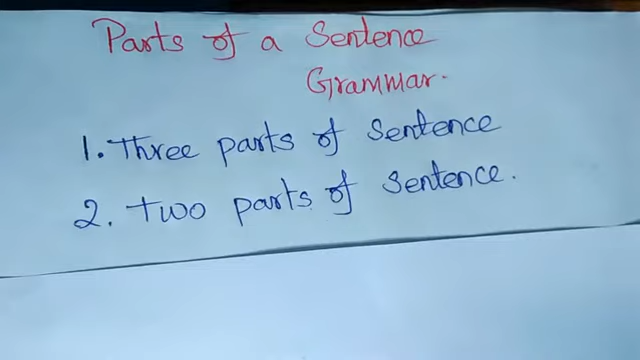 Parts of a Sentence
Grammar.
1. Three parts of Sentence
2. Two parts of Sentence.